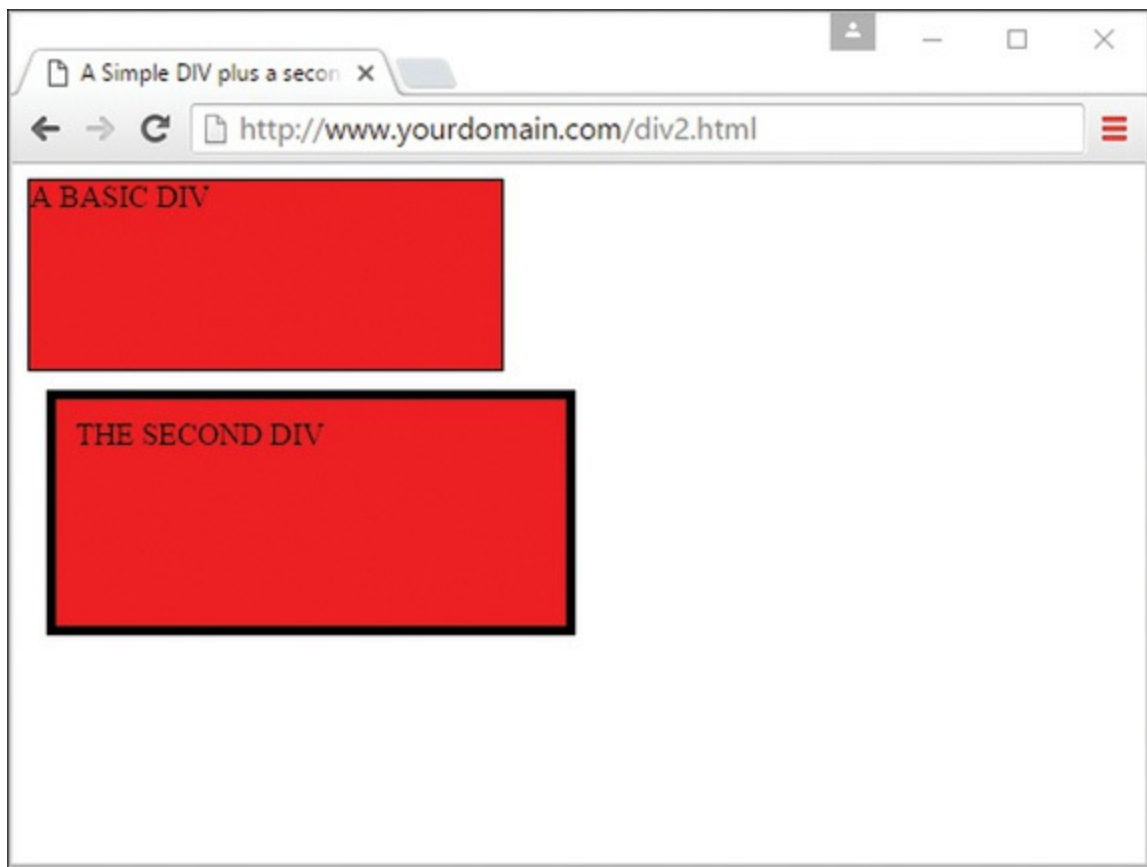 A Simple DIV plus a secon
http://www.yourdomain.com/div2.html
A BASIC DIV
THE SECOND DIV